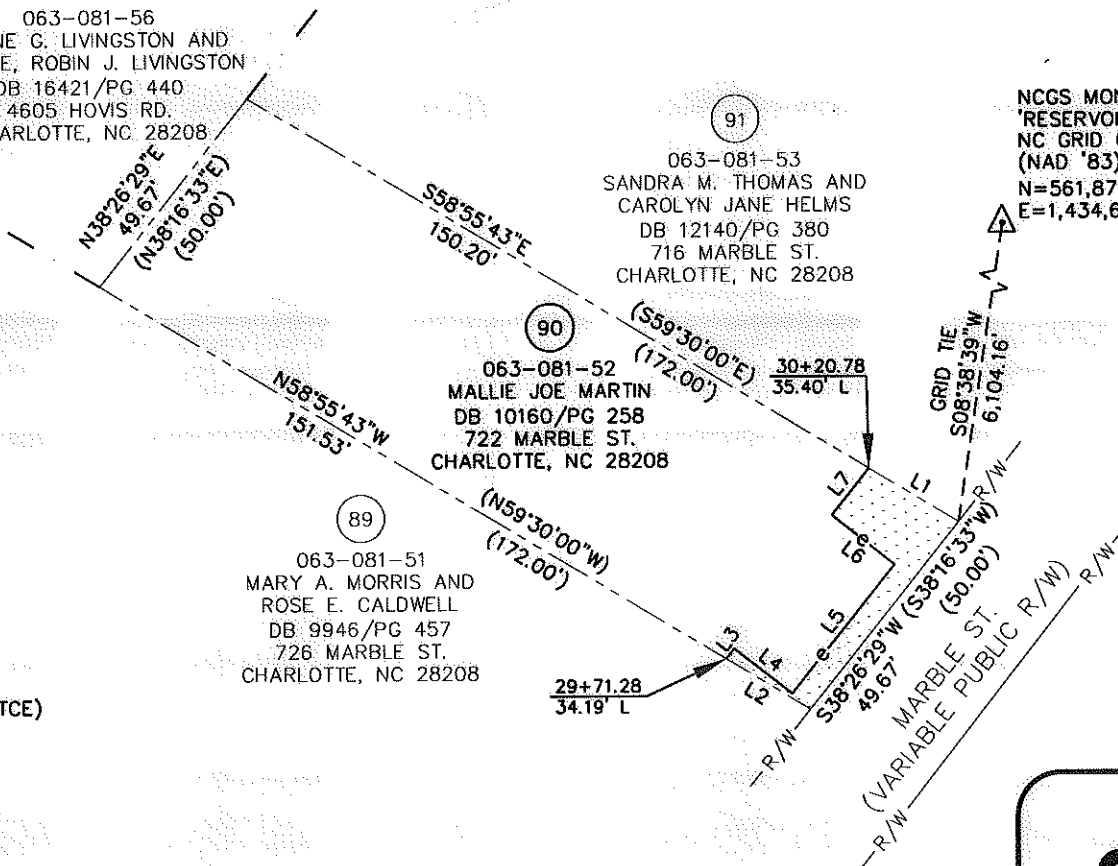 063-081-56
G. LIVINGSTON AND
ROBIN J. LIVINGSTON
16421/PG 440
4605 HOVIS RD.
NC 28208
N38°26'29"E
49.67'
(N38°16'33"E)
(50.00')
S58°55'43"E
150.20'
91
063-081-53
SANDRA M. THOMAS AND
CAROLYN JANE HELMS
DB 12140/PG 380
716 MARBLE ST.
CHARLOTTE, NC 28208
NCGS MON
'RESERVOI
NC GRID
(NAD '83)
N=561,87
E=1,434,6
GRID TIE
S08°38'39"W
6,104.16'
(S59°30'00"E)
(172.00')
30+20.78
35.40' L
90
063-081-52
MALLIE JOE MARTIN
DB 10160/PG 258
722 MARBLE ST.
CHARLOTTE, NC 28208
N58°55'43"W
151.53'
(N59°30'00"W)
(172.00')
89
063-081-51
MARY A. MORRIS AND
ROSE E. CALDWELL
DB 9946/PG 457
726 MARBLE ST.
CHARLOTTE, NC 28208
29+71.28
34.19' L
L1
L7
L6
e
L5
e
L3
L4
L2
S38°26'29"W (S38°16'33"W)
49.67' (50.00')
R/W
R/W
R/W
R/W
MARBLE ST.
(VARIABLE PUBLIC R/W)
TCE)